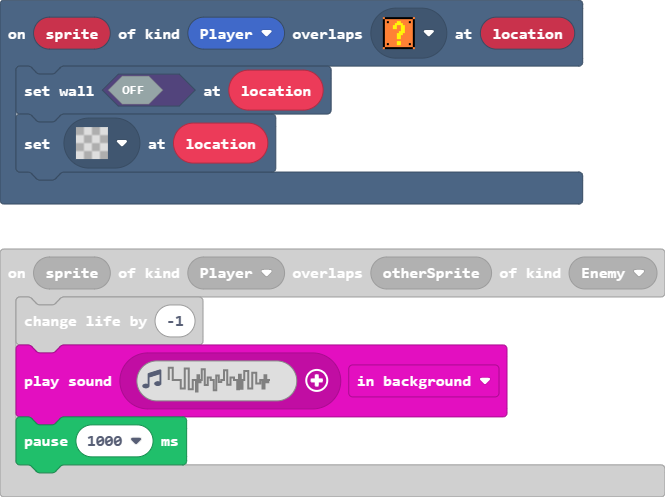 on sprite of kind Player overlaps ? at location
set wall OFF at location
set at location
on sprite of kind Player overlaps otherSprite of kind Enemy
change life by -1
play sound in background
pause 1000 ms